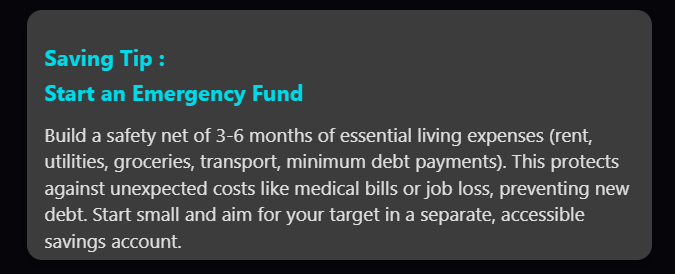 Saving Tip :
Start an Emergency Fund
Build a safety net of 3-6 months of essential living expenses (rent,
utilities, groceries, transport, minimum debt payments). This protects
against unexpected costs like medical bills or job loss, preventing new
debt. Start small and aim for your target in a separate, accessible
savings account.